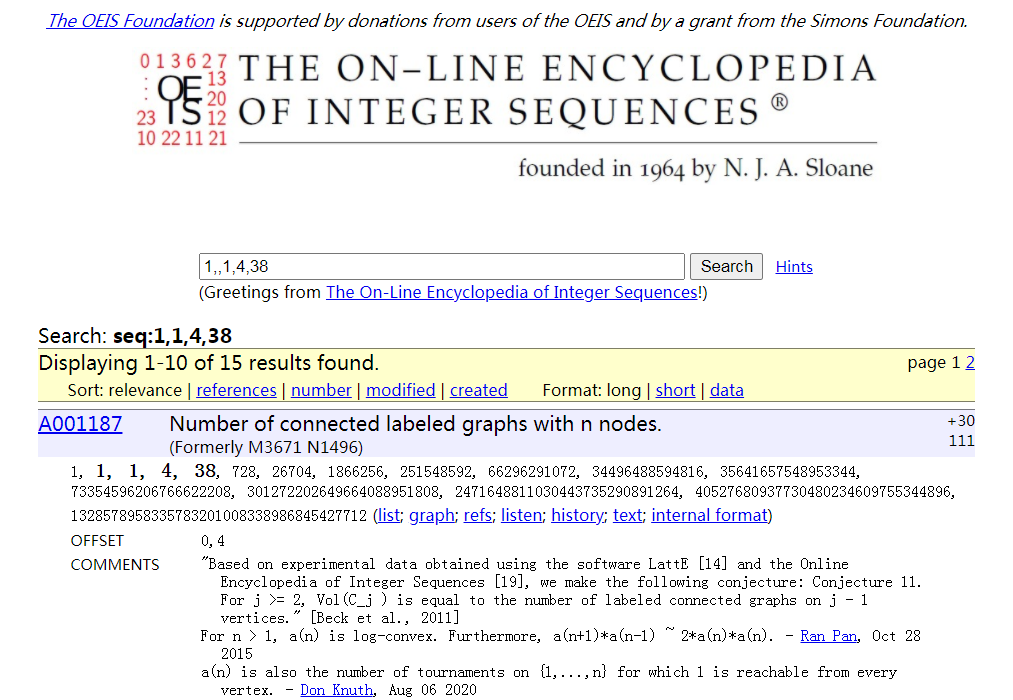 The OEIS Foundation is supported by donations from users of the OEIS and by a grant from the Simons Foundation.
0 1 3 6 2 7
: OE 13
: IS 20
23 12
10 22 11 21
THE ON-LINE ENCYCLOPEDIA
OF INTEGER SEQUENCES ®
founded in 1964 by N. J. A. Sloane
1,,1,4,38 Search Hints
(Greetings from The On-Line Encyclopedia of Integer Sequences!)
Search: seq:1,1,4,38
Displaying 1-10 of 15 results found. page 1 2
Sort: relevance | references | number | modified | created Format: long | short | data
A001187 Number of connected labeled graphs with n nodes. +30
(Formerly M3671 N1496) 111
1, 1, 1, 4, 38, 728, 26704, 1866256, 251548592, 66296291072, 34496488594816, 35641657548953344,
73354596206766622208, 301272202649664088951808, 2471648811030443735290891264, 40527680937730480234609755344896,
1328578958335783201008338986845427712 (list; graph; refs; listen; history; text; internal format)
OFFSET 0,4
COMMENTS "Based on experimental data obtained using the software LattE [14] and the Online
Encyclopedia of Integer Sequences [19], we make the following conjecture: Conjecture 11.
For j >= 2, Vol(C_j ) is equal to the number of labeled connected graphs on j - 1
vertices." [Beck et al., 2011]
For n > 1, a(n) is log-convex. Furthermore, a(n+1)*a(n-1) ~ 2*a(n)*a(n). - Ran Pan, Oct 28
2015
a(n) is also the number of tournaments on {1,...,n} for which 1 is reachable from every
vertex. - Don Knuth, Aug 06 2020